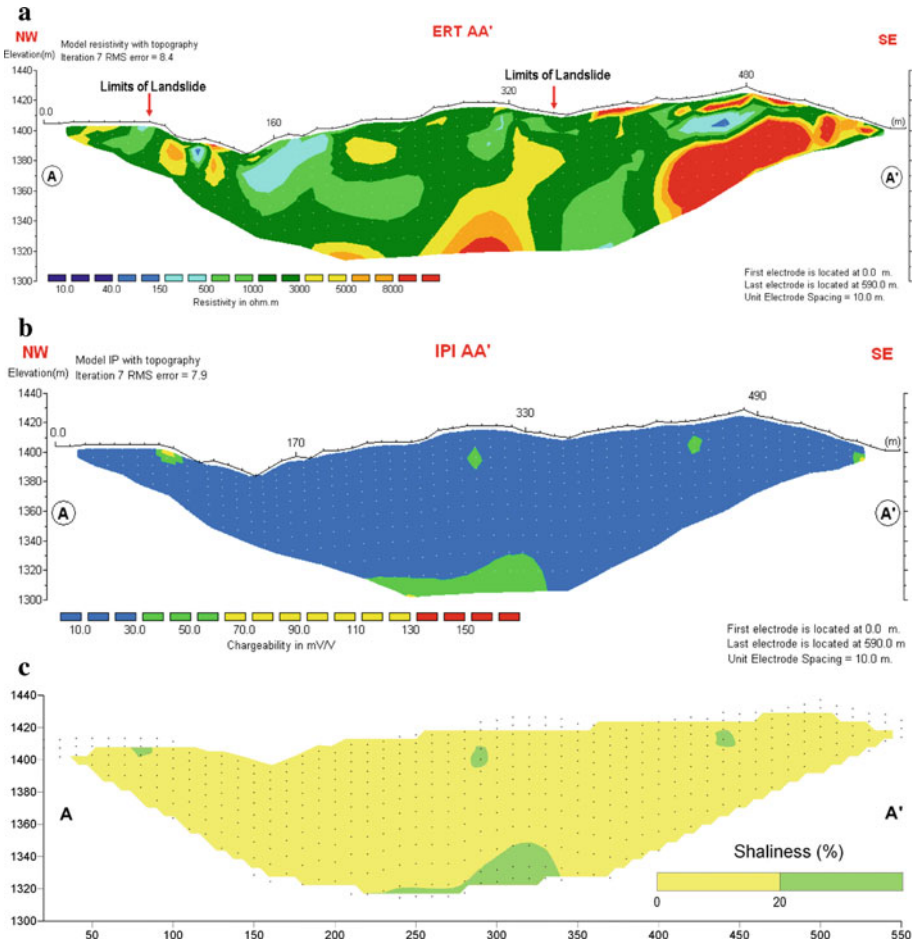 a
NW
ERT AA'
SE
Model resistivity with topography
Elevation(m) Iteration 7 RMS error = 8.4
Limits of Landslide
Limits of Landslide
480
1440
1420
0.0
320
1400
160
(m)
1380
A
A'
1360
1340
1320
1300
10.0 40.0 150 500 1000 3000 5000 8000
Resistivity in ohm.m
First electrode is located at 0.0 m.
Last electrode is located at 590.0 m.
Unit Electrode Spacing = 10.0 m.
b
NW
IPI AA'
SE
Model IP with topography
Elevation(m) Iteration 7 RMS error = 7.9
1440
490
1420
0.0
330
170
(m)
1400
1380
A
A'
1360
1340
1320
1300
10.0 30.0 50.0 70.0 90.0 110 130 150
Chargeability in mV/V
First electrode is located at 0.0 m.
Last electrode is located at 590.0 m
Unit Electrode Spacing = 10.0 m.
c
1440
1420
1400
1380
A
A'
1360
1340
Shaliness (%)
1320
0 20
1300
50 100 150 200 250 300 350 400 450 500 550